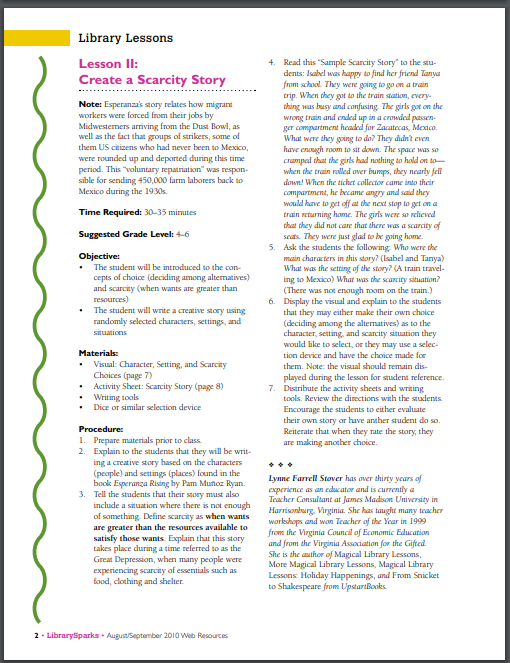 Library Lessons
Lesson II:
Create a Scarcity Story
Note: Esperanza's story relates how migrant
workers were forced from their jobs by
Midwesterners arriving from the Dust Bowl, as
well as the fact that groups of strikers, some of
them US citizens who had never been to Mexico,
were rounded up and deported during this time
period. This "voluntary repatriation" was respon-
sible for sending 450,000 farm laborers back to
Mexico during the 1930s.
Time Required: 30–35 minutes
Suggested Grade Level: 4–6
Objective:
• The student will be introduced to the con-
cepts of choice (deciding among alternatives)
and scarcity (when wants are greater than
resources)
• The student will write a creative story using
randomly selected characters, settings, and
situations
Materials:
• Visual: Character, Setting, and Scarcity
Choices (page 7)
• Activity Sheet: Scarcity Story (page 8)
• Writing tools
• Dice or similar selection device
Procedure:
1. Prepare materials prior to class.
2. Explain to the students that they will be writ-
ing a creative story based on the characters
(people) and settings (places) found in the
book Esperanza Rising by Pam Muñoz Ryan.
3. Tell the students that their story must also
include a situation where there is not enough
of something. Define scarcity as when wants
are greater than the resources available to
satisfy those wants. Explain that this story
takes place during a time referred to as the
Great Depression, when many people were
experiencing scarcity of essentials such as
food, clothing and shelter.
4. Read this "Sample Scarcity Story" to the stu-
dents: Isabel was happy to find her friend Tanya
from school. They were going to go on a train
trip. When they got to the train station, every-
thing was busy and confusing. The girls got on the
wrong train and ended up in a crowded passen-
ger compartment headed for Zacatecas, Mexico.
What were they going to do? They didn't even
have enough room to sit down. The space was so
cramped that the girls had nothing to hold on to—
when the train rolled over bumps, they nearly fell
down! When the ticket collector came into their
compartment, he became angry and said they
would have to get off at the next stop to get on a
train returning home. The girls were so relieved
that they did not care that there was a scarcity of
seats. They were just glad to be going home.
5. Ask the students the following: Who were the
main characters in this story? (Isabel and Tanya)
What was the setting of the story? (A train travel-
ing to Mexico) What was the scarcity situation?
(There was not enough room on the train.)
6. Display the visual and explain to the students
that they may either make their own choice
(deciding among the alternatives) as to the
character, setting, and scarcity situation they
would like to select, or they may use a selec-
tion device and have the choice made for
them. Note: the visual should remain dis-
played during the lesson for student reference.
7. Distribute the activity sheets and writing
tools. Review the directions with the students.
Encourage the students to either evaluate
their own story or have anther student do so.
Reiterate that when they rate the story, they
are making another choice.
❖ ❖ ❖
Lynne Farrell Stover has over thirty years of
experience as an educator and is currently a
Teacher Consultant at James Madison University in
Harrisonburg, Virginia. She has taught many teacher
workshops and won Teacher of the Year in 1999
from the Virginia Council of Economic Education
and from the Virginia Association for the Gifted.
She is the author of Magical Library Lessons,
More Magical Library Lessons, Magical Library
Lessons: Holiday Happenings, and From Snicket
to Shakespeare from UpstartBooks.
2 • LibrarySparks • August/September 2010 Web Resources